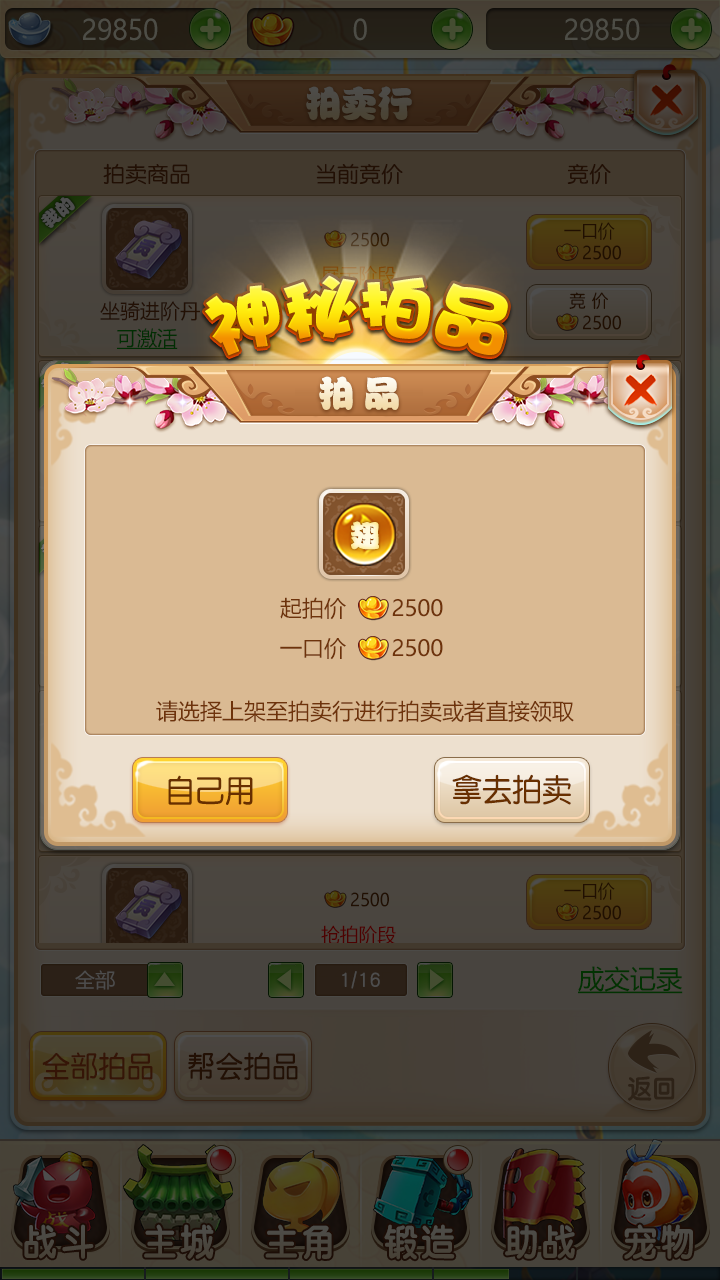 29850
0
29850
拍卖行
拍卖商品 当前竞价 竞价
我的
2500
一口价
2500
坐骑进阶丹
可激活
竞价
2500
神秘拍品
拍品
翅
起拍价 2500
一口价 2500
请选择上架至拍卖行进行拍卖或者直接领取
自己用 拿去拍卖
2500
一口价
2500
抢拍阶段
全部 1/16 成交记录
全部拍品 帮会拍品 返回
战斗 主城 主角 锻造 助战 宠物